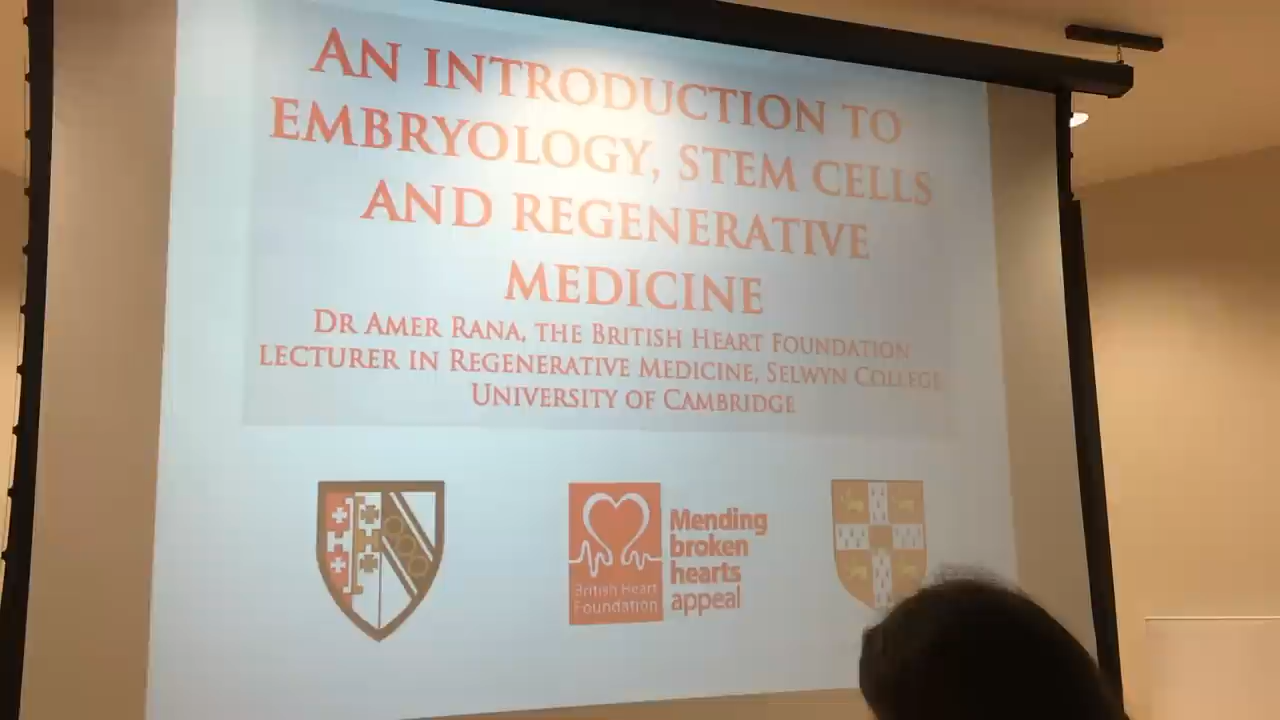 AN INTRODUCTION TO
EMBRYOLOGY, STEM CELLS
AND REGENERATIVE
MEDICINE
DR AMER RANA, THE BRITISH HEART FOUNDATION
LECTURER IN REGENERATIVE MEDICINE, SELWYN COLLEGE
UNIVERSITY OF CAMBRIDGE
British Heart
Foundation
Mending
broken
hearts
appeal